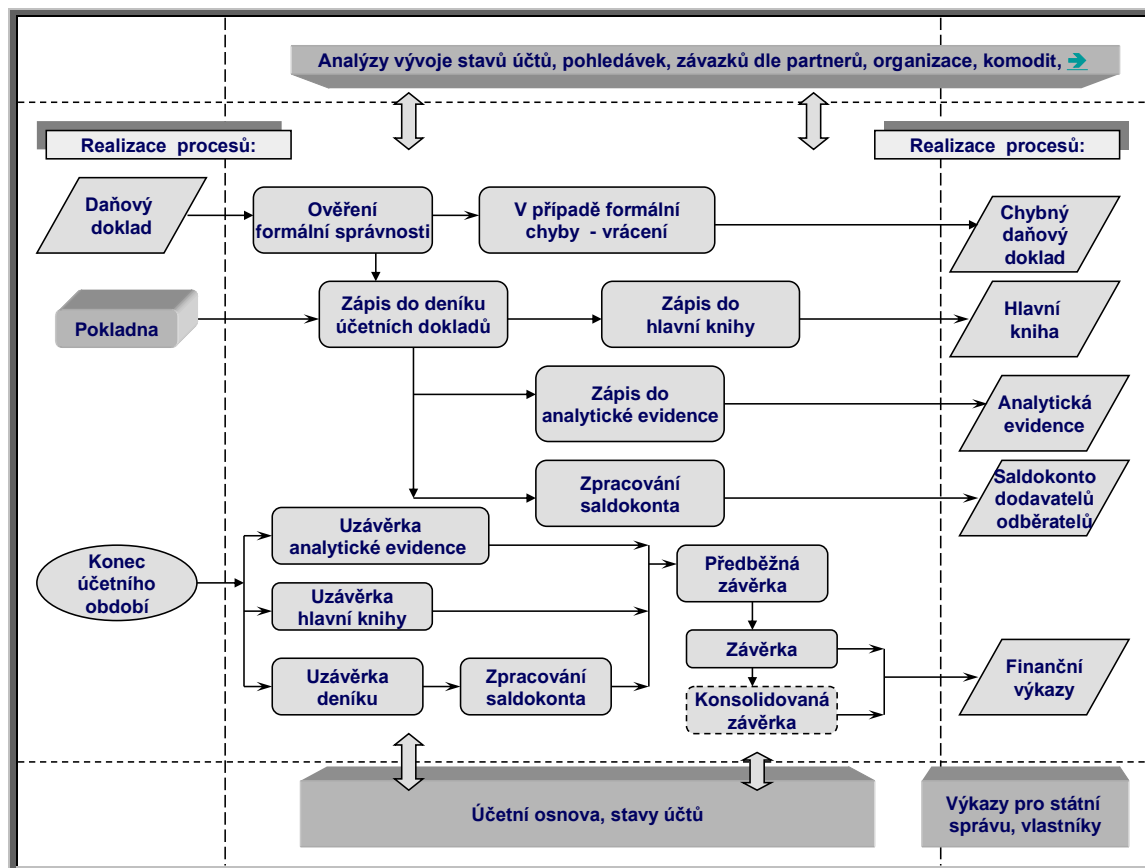 Analýzy vývoje stavů účtů, pohledávek, závazků dle partnerů, organizace, komodit, ➔
Realizace procesů:
Realizace procesů:
Daňový
doklad
Ověření
formální správnosti
V případě formální
chyby - vrácení
Chybný
daňový
doklad
Pokladna
Zápis do deníku
účetních dokladů
Zápis do
hlavní knihy
Hlavní
kniha
Zápis do
analytické evidence
Analytická
evidence
Zpracování
saldokonta
Saldokonto
dodavatelů
odběratelů
Konec
účetního
období
Uzávěrka
analytické evidence
Uzávěrka
hlavní knihy
Uzávěrka
deníku
Zpracování
saldokonta
Předběžná
závěrka
Závěrka
Konsolidovaná
závěrka
Finanční
výkazy
Účetní osnova, stavy účtů
Výkazy pro státní
správu, vlastníky